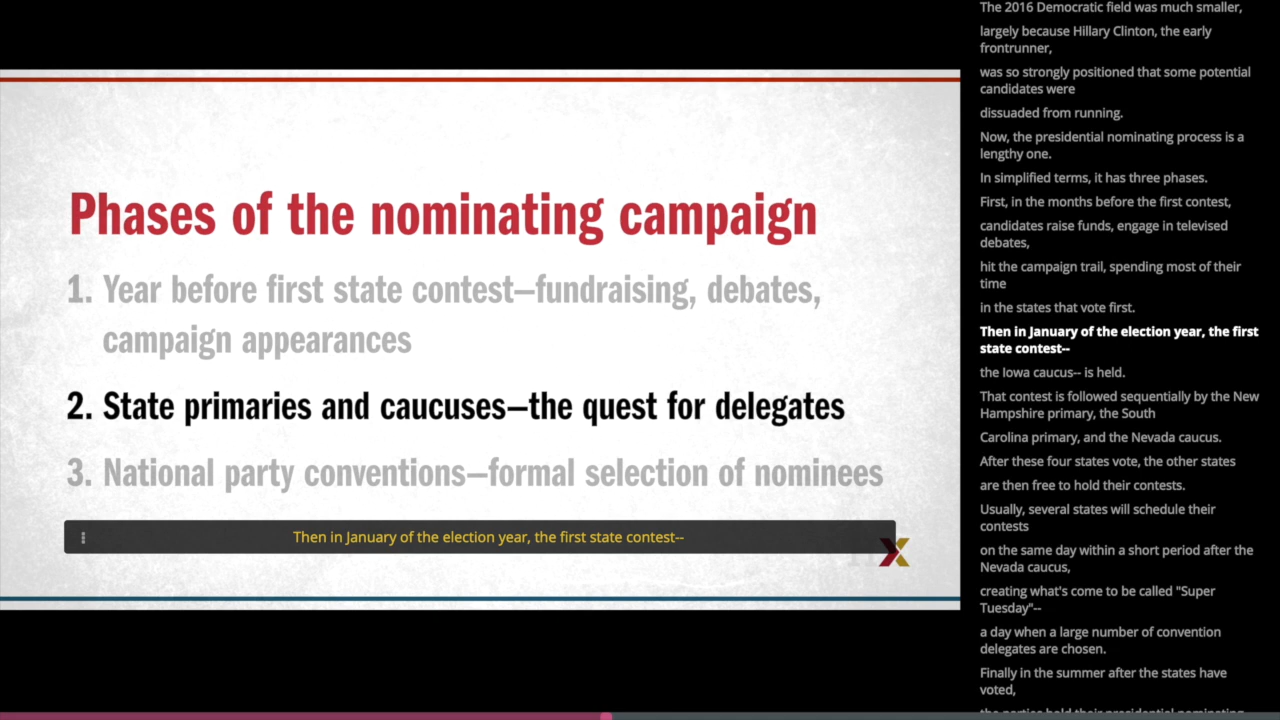 Phases of the nominating campaign
1. Year before first state contest—fundraising, debates,
campaign appearances
2. State primaries and caucuses—the quest for delegates
3. National party conventions—formal selection of nominees
Then in January of the election year, the first state contest--
X
The 2016 Democratic field was much smaller,
largely because Hillary Clinton, the early
frontrunner,
was so strongly positioned that some potential
candidates were
dissuaded from running.
Now, the presidential nominating process is a
lengthy one.
In simplified terms, it has three phases.
First, in the months before the first contest,
candidates raise funds, engage in televised
debates,
hit the campaign trail, spending most of their
time
in the states that vote first.
Then in January of the election year, the first
state contest--
the Iowa caucus-- is held.
That contest is followed sequentially by the New
Hampshire primary, the South
Carolina primary, and the Nevada caucus.
After these four states vote, the other states
are then free to hold their contests.
Usually, several states will schedule their
contests
on the same day within a short period after the
Nevada caucus,
creating what's come to be called "Super
Tuesday"--
a day when a large number of convention
delegates are chosen.
Finally in the summer after the states have
voted,